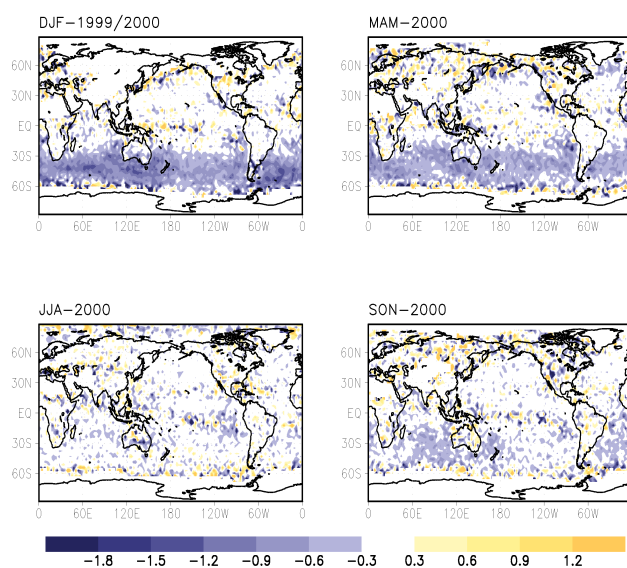 DJF-1999/2000 MAM-2000
60N 60N
30N 30N
EQ EQ
30S 30S
60S 60S
0 60E 120E 180 120W 60W 0 0 60E 120E 180 120W 60W
JJA-2000 SON-2000
60N 60N
30N 30N
EQ EQ
30S 30S
60S 60S
0 60E 120E 180 120W 60W 0 0 60E 120E 180 120W 60W
-1.8 -1.5 -1.2 -0.9 -0.6 -0.3 0.3 0.6 0.9 1.2